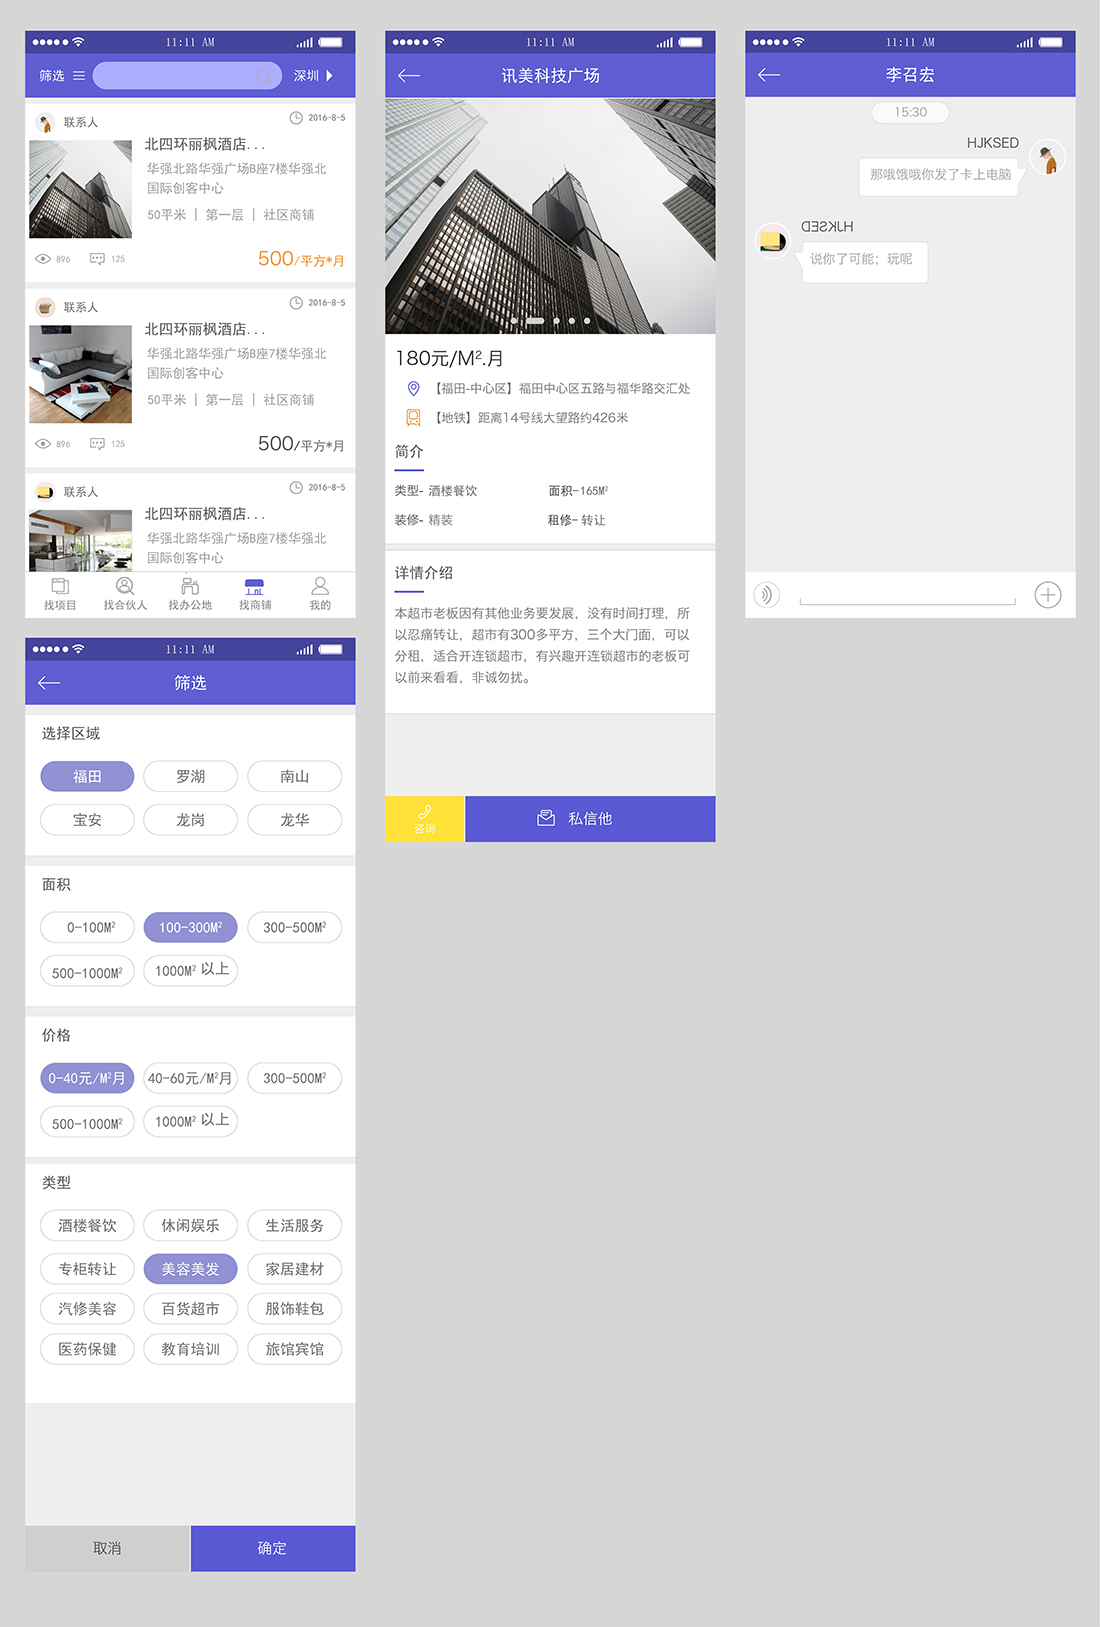 11:11 AM
筛选
深圳
联系人
2016-8-5
北四环丽枫酒店...
华强北路华强广场B座7楼华强北
国际创客中心
50平米 | 第一层 | 社区商铺
896
125
500/平方*月
联系人
2016-8-5
北四环丽枫酒店...
华强北路华强广场B座7楼华强北
国际创客中心
50平米 | 第一层 | 社区商铺
896
125
500/平方*月
联系人
2016-8-5
北四环丽枫酒店...
华强北路华强广场B座7楼华强北
国际创客中心
找项目
找合伙人
找办公地
找商铺
我的
11:11 AM
讯美科技广场
180元/M².月
【福田-中心区】福田中心区五路与福华路交汇处
【地铁】距离14号线大望路约426米
简介
类型- 酒楼餐饮
面积-165M²
装修- 精装
租修- 转让
详情介绍
本超市老板因有其他业务要发展，没有时间打理，所
以忍痛转让，超市有300多平方，三个大门面，可以
分租，适合开连锁超市，有兴趣开连锁超市的老板可
以前来看看，非诚勿扰。
咨询
私信他
11:11 AM
李召宏
15:30
HJKSED
那哦饿哦你发了卡上电脑
HJKSED
说你了可能；玩呢
11:11 AM
筛选
选择区域
福田
罗湖
南山
宝安
龙岗
龙华
面积
0-100M²
100-300M²
300-500M²
500-1000M²
1000M² 以上
价格
0-40元/M²月
40-60元/M²月
300-500M²
500-1000M²
1000M² 以上
类型
酒楼餐饮
休闲娱乐
生活服务
专柜转让
美容美发
家居建材
汽修美容
百货超市
服饰鞋包
医药保健
教育培训
旅馆宾馆
取消
确定